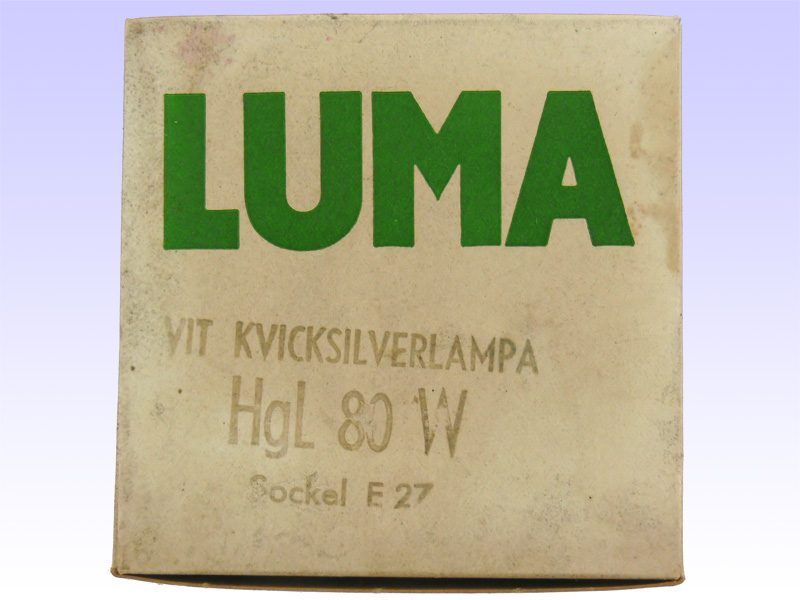 LUMA
VIT KVICKSILVERLAMPA
HgL 80 W
Sockel E 27